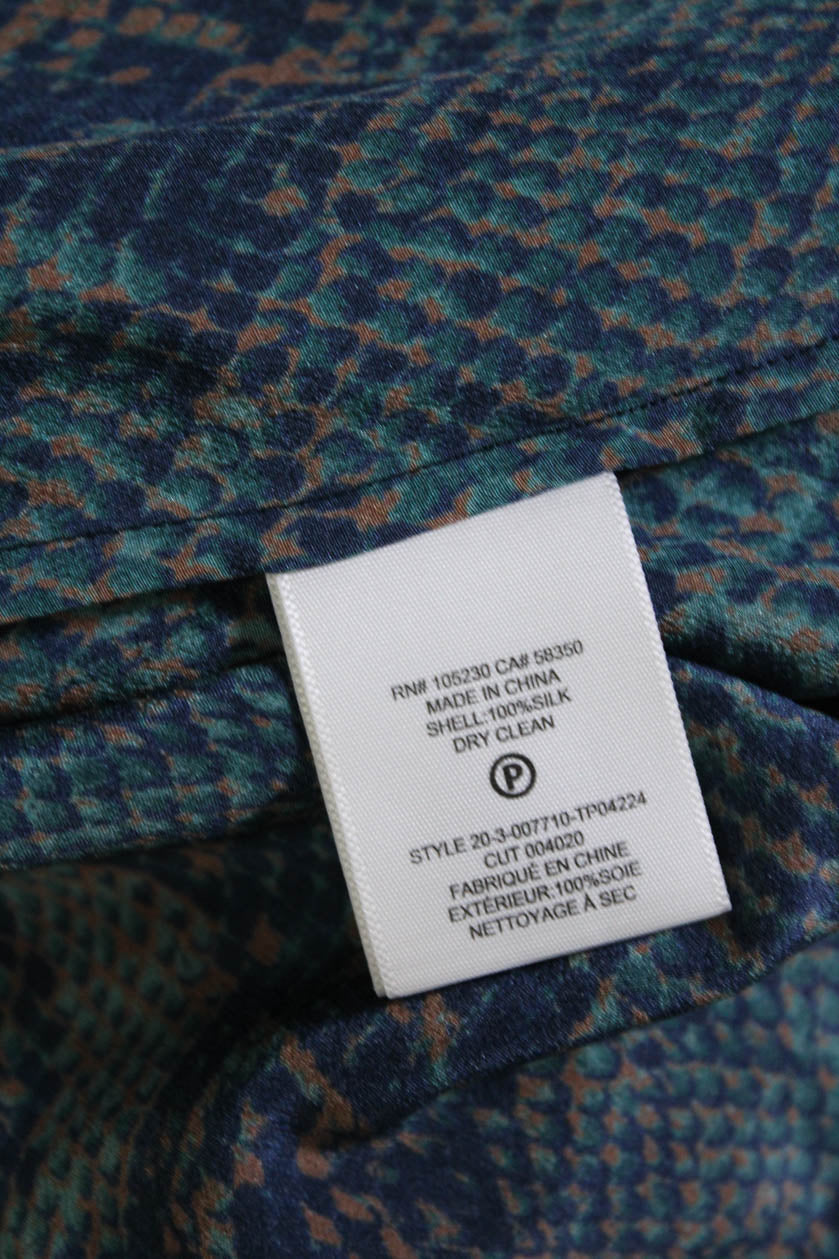 RN# 105230 CA# 58350
MADE IN CHINA
SHELL:100%SILK
DRY CLEAN
P
STYLE 20-3-007710-TP04224
CUT 004020
FABRIQUÉ EN CHINE
EXTÉRIEUR:100%SOIE
NETTOYAGE À SEC